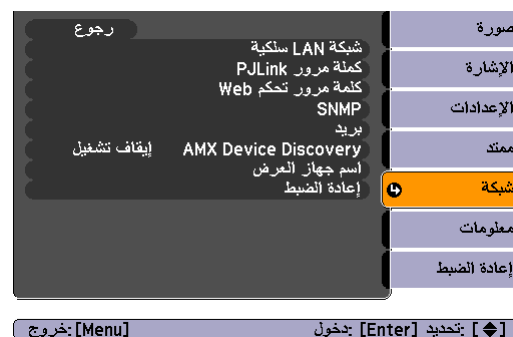 رجوع
شبكة LAN سلكية
كملة مرور PJLink
كلمة مرور تحكم Web
SNMP
بريد
AMX Device Discovery إيقاف تشغيل
اسم جهاز العرض
إعادة الضبط
صورة
الإشارة
الإعدادات
ممتد
شبكة
معلومات
إعادة الضبط
[◆] :تحديد [Enter] :دخول [Menu] :خروج